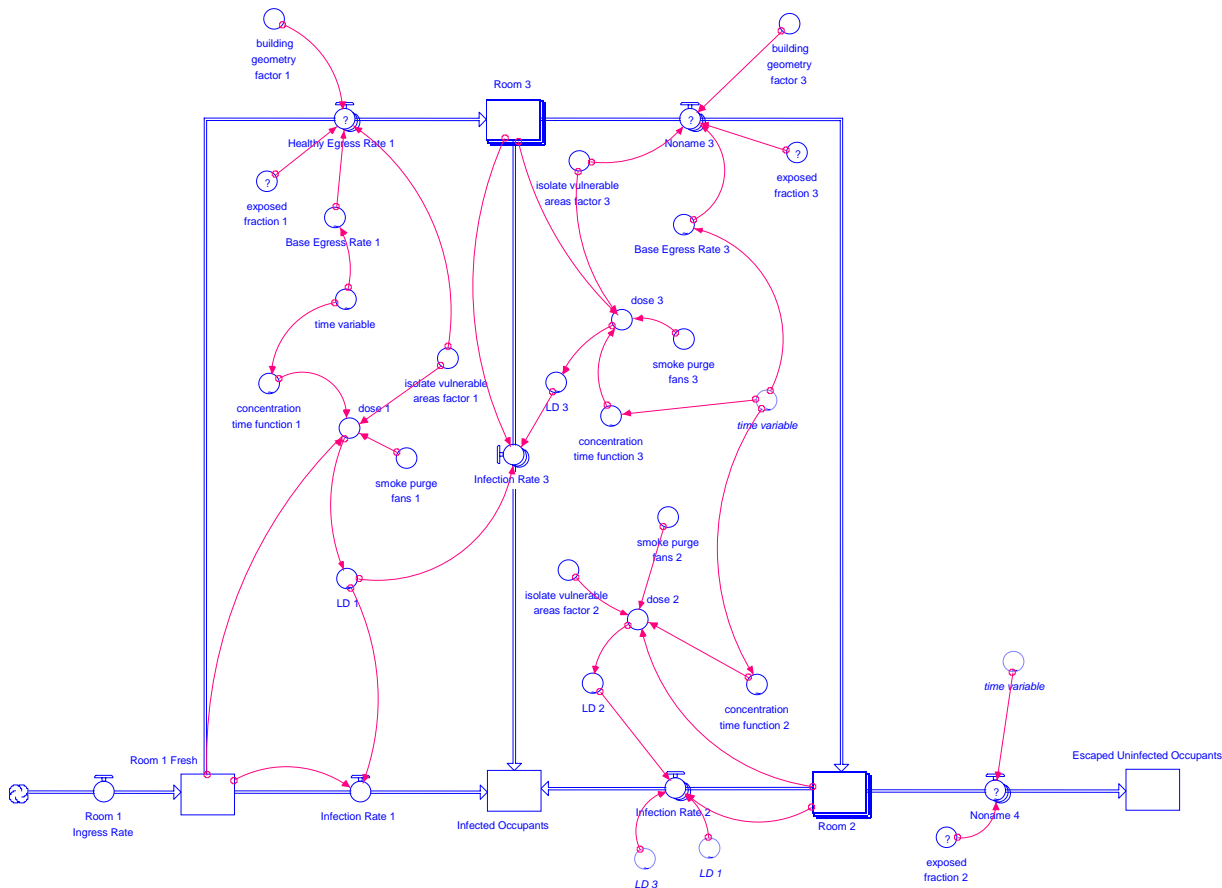 building
geometry
factor 1
building
geometry
factor 3
Room 3
?
Healthy Egress Rate 1
?
Noname 3
?
exposed
fraction 1
isolate vulnerable
areas factor 3
?
exposed
fraction 3
Base Egress Rate 1
Base Egress Rate 3
time variable
dose 3
smoke purge
fans 3
isolate vulnerable
areas factor 1
concentration
time function 1
dose 1
LD 3
time variable
concentration
time function 3
smoke purge
fans 1
Infection Rate 3
smoke purge
fans 2
LD 1
isolate vulnerable
areas factor 2
dose 2
time variable
LD 2
concentration
time function 2
Room 1 Fresh
Escaped Uninfected Occupants
?
Room 1
Ingress Rate
Infection Rate 1
Infected Occupants
Infection Rate 2
Room 2
Noname 4
?
exposed
fraction 2
LD 3
LD 1